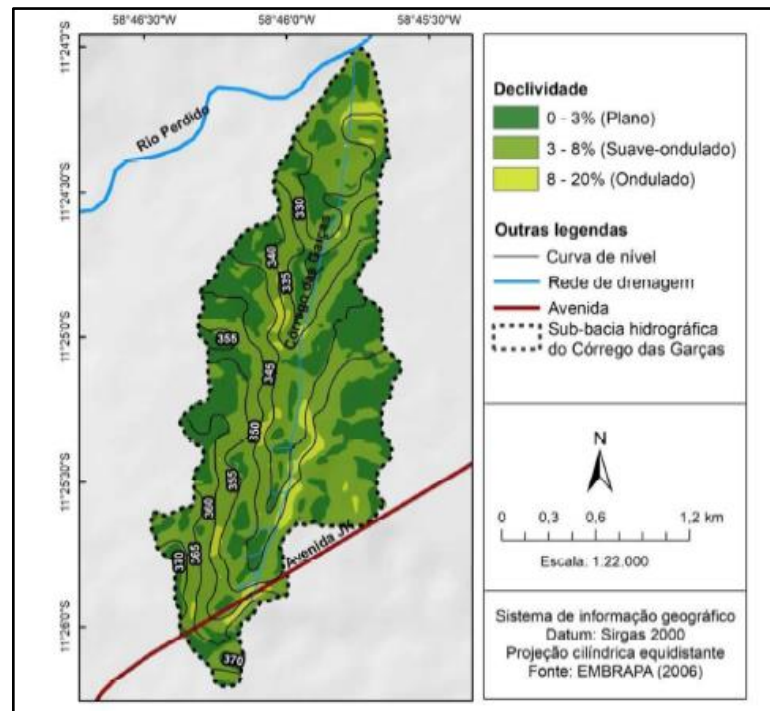 58°46'30"W 58°46'0"W 58°45'30"W
11°24'0"S
11°24'30"S
11°25'0"S
11°25'30"S
11°26'0"S
Rio Perdido
330
340
335
Córrego das Garças
355
345
350
355
360
365
330
Avenida JK
370
Declividade
0 - 3% (Plano)
3 - 8% (Suave-ondulado)
8 - 20% (Ondulado)
Outras legendas
Curva de nível
Rede de drenagem
Avenida
Sub-bacia hidrográfica
do Córrego das Garças
N
0 0,3 0,6 1,2 km
Escala: 1:22.000
Sistema de informação geográfico
Datum: Sirgas 2000
Projeção cilíndrica equidistante
Fonte: EMBRAPA (2006)